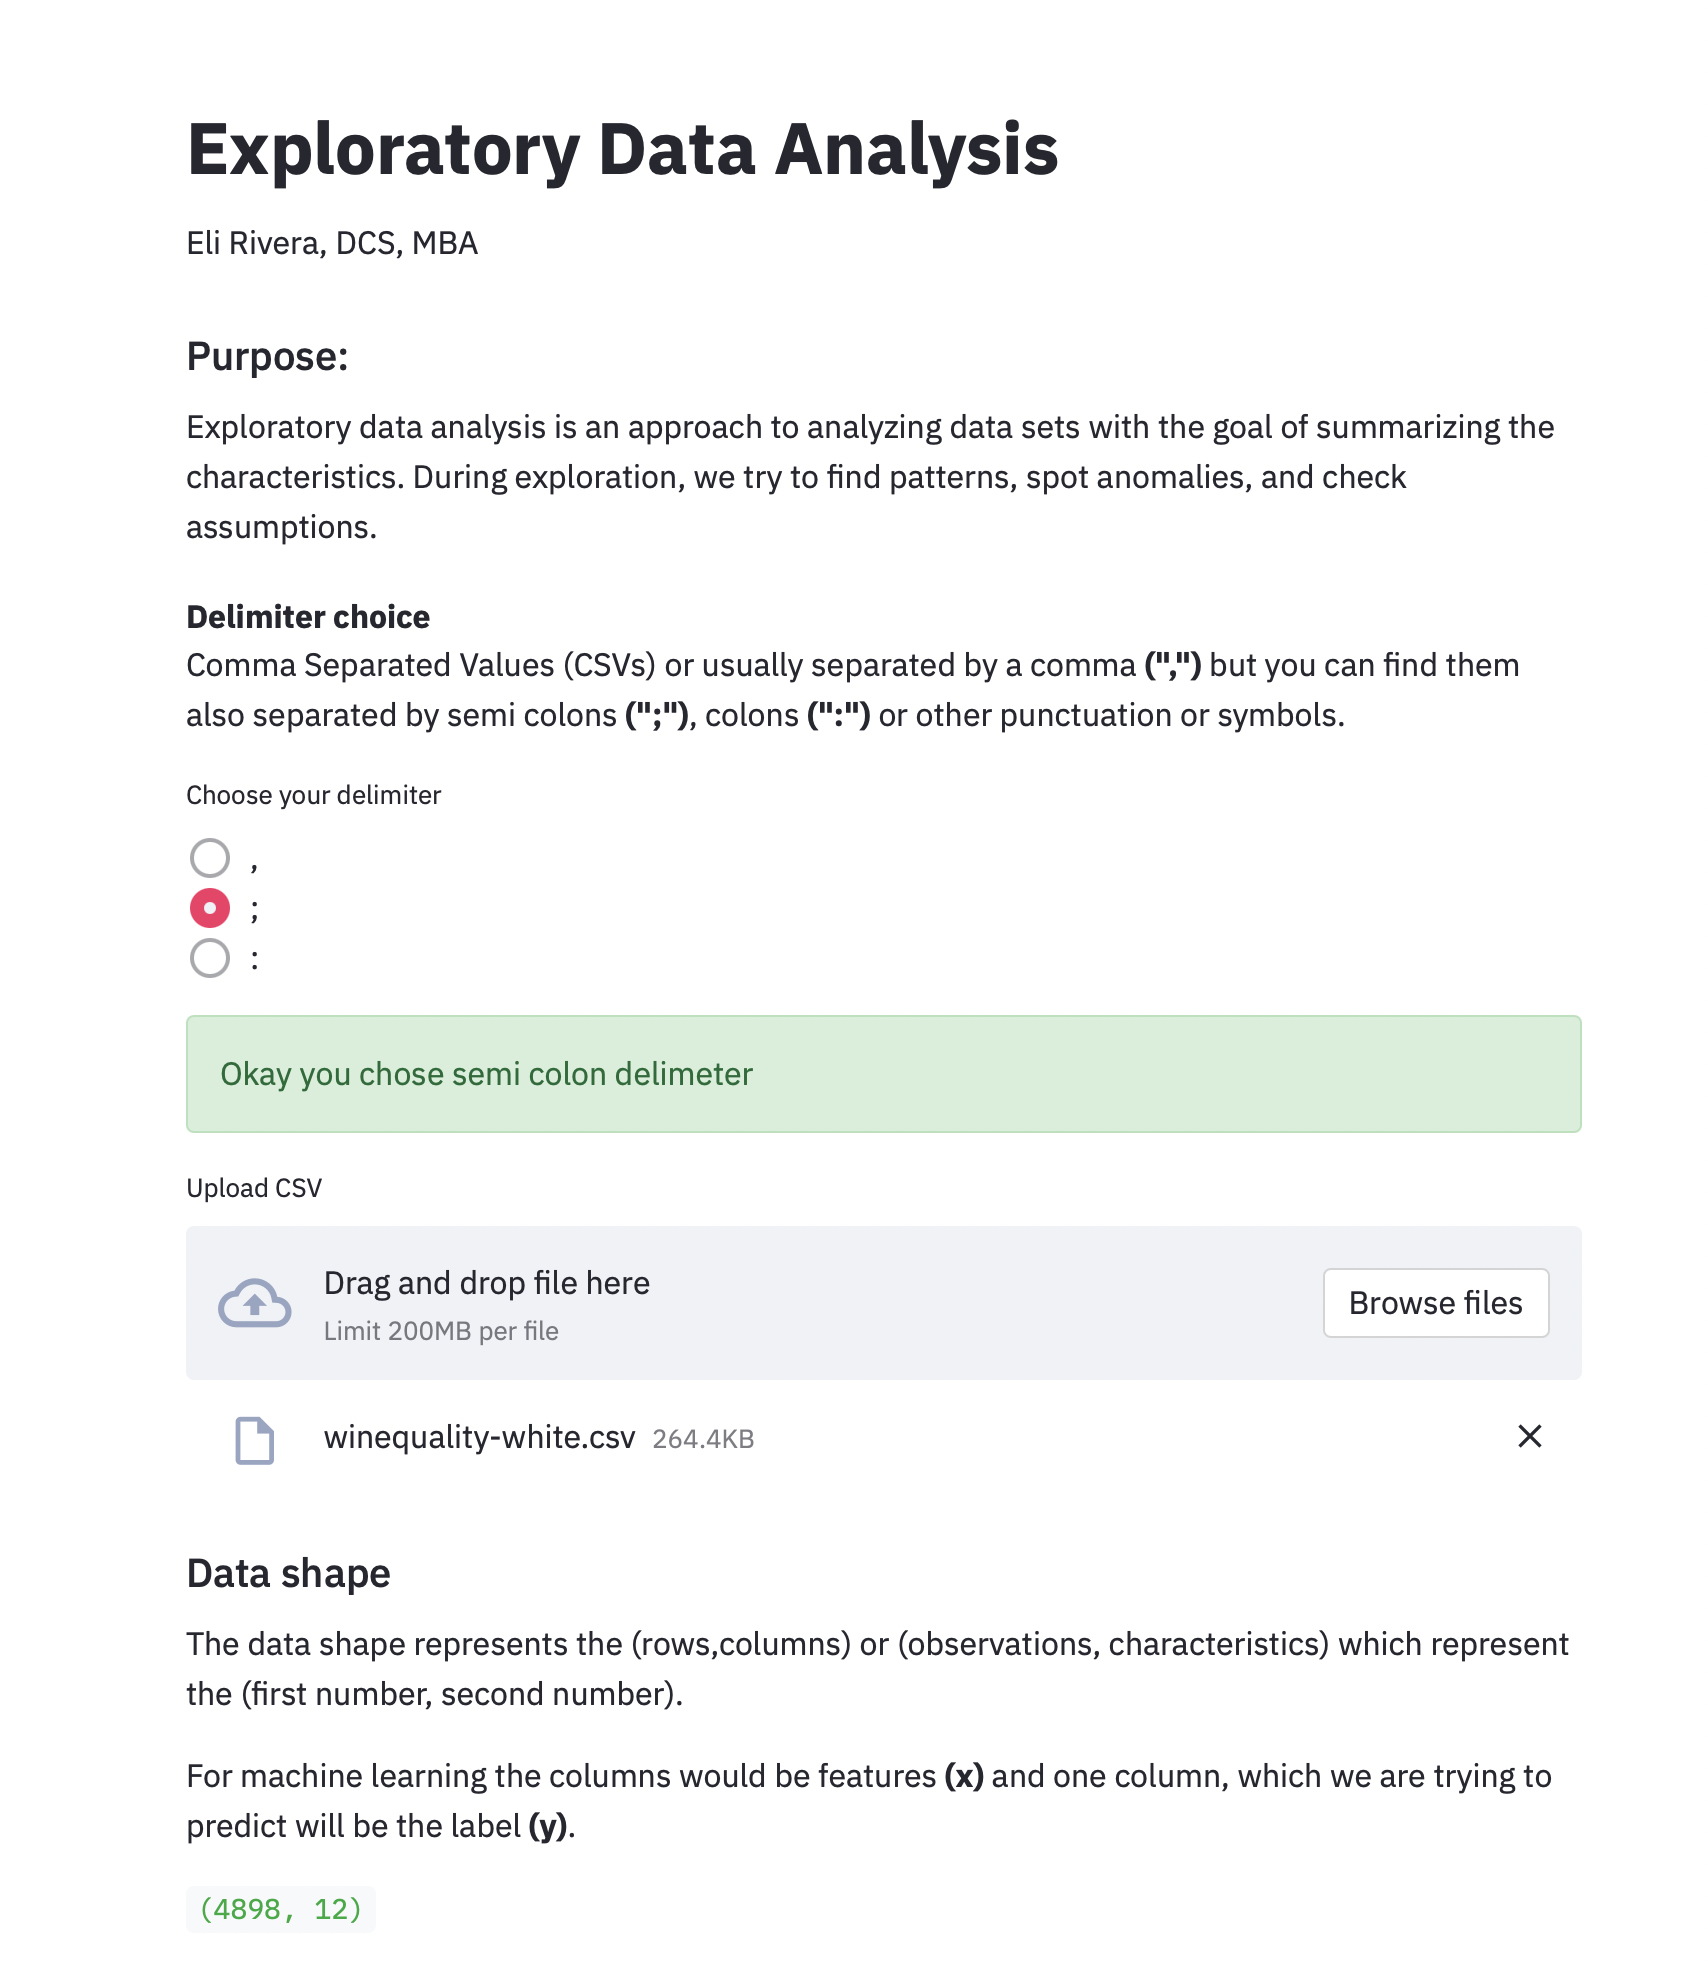 Exploratory Data Analysis
Eli Rivera, DCS, MBA
Purpose:
Exploratory data analysis is an approach to analyzing data sets with the goal of summarizing the
characteristics. During exploration, we try to find patterns, spot anomalies, and check
assumptions.
Delimiter choice
Comma Separated Values (CSVs) or usually separated by a comma (",") but you can find them
also separated by semi colons (";"), colons (":") or other punctuation or symbols.
Choose your delimiter
,
;
:
Okay you chose semi colon delimeter
Upload CSV
Drag and drop file here
Limit 200MB per file
Browse files
winequality-white.csv 264.4KB
Data shape
The data shape represents the (rows,columns) or (observations, characteristics) which represent
the (first number, second number).
For machine learning the columns would be features (x) and one column, which we are trying to
predict will be the label (y).
(4898, 12)